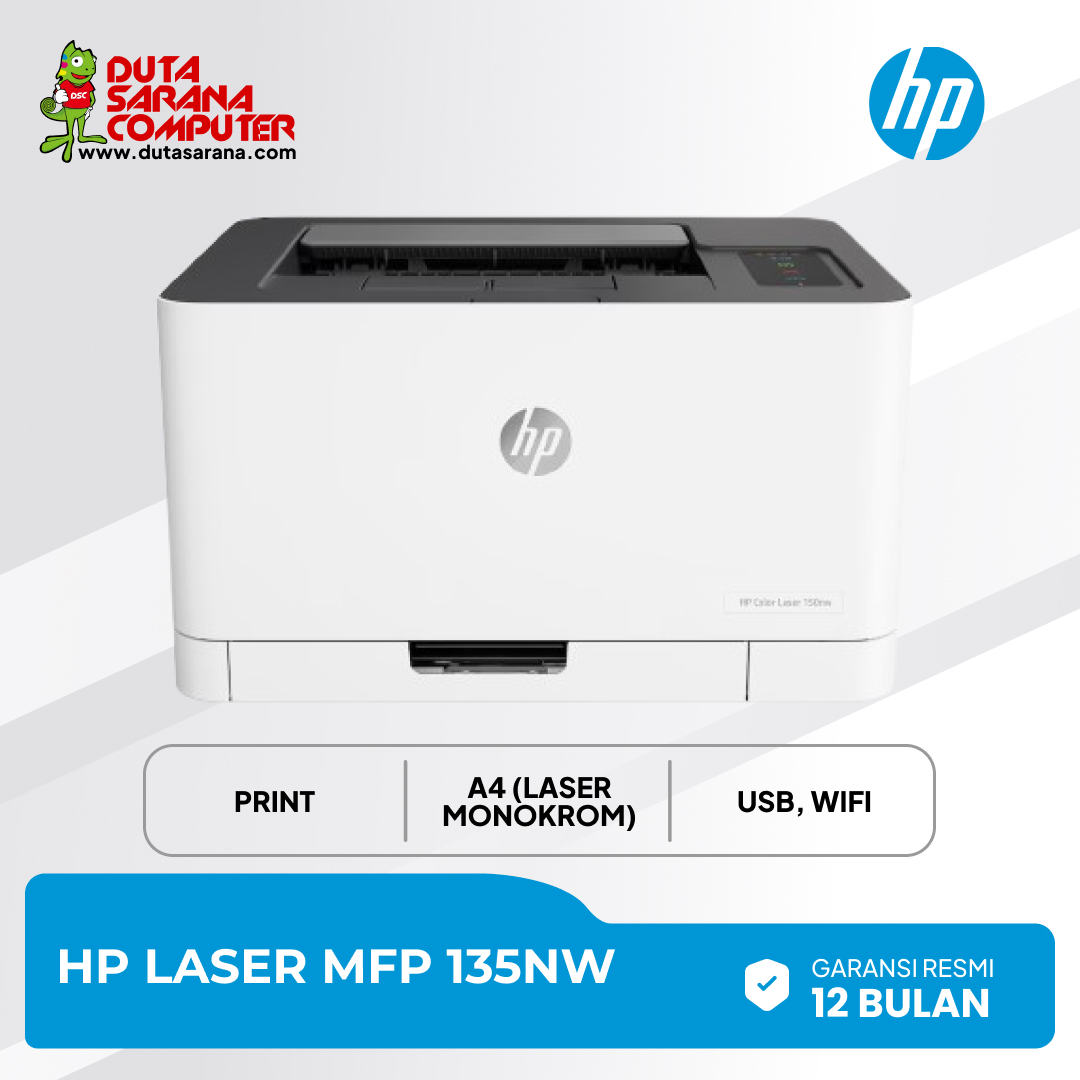 DSC
DUTA
SARANA
COMPUTER
www.dutasarana.com
hp
hp
HP Color Laser 150nw
PRINT
A4 (LASER
MONOKROM)
USB, WIFI
HP LASER MFP 135NW
GARANSI RESMI
12 BULAN